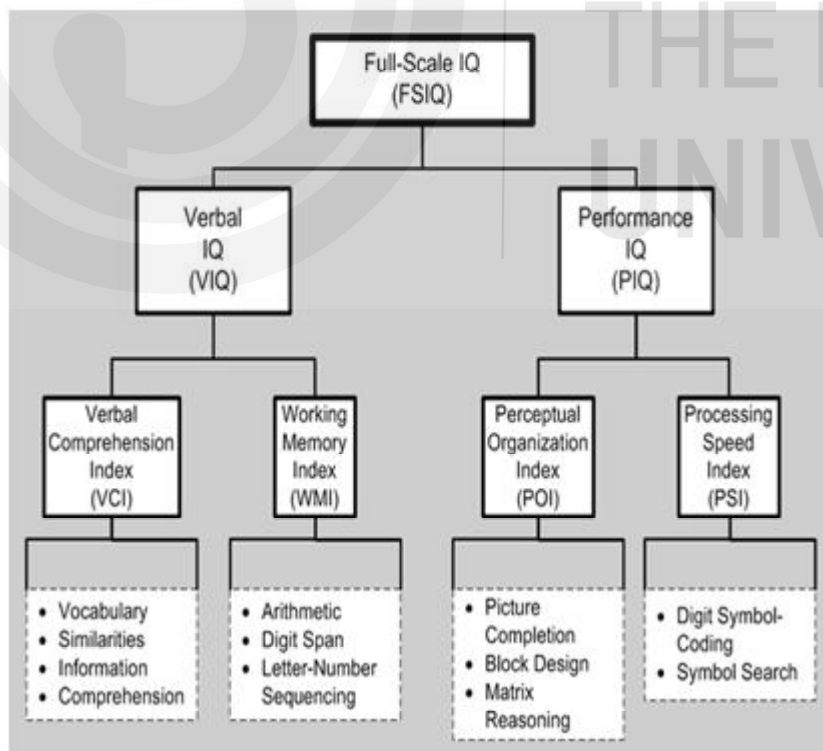 THE
UNIV
Full-Scale IQ
(FSIQ)
Verbal
IQ
(VIQ)
Performance
IQ
(PIQ)
Verbal
Comprehension
Index
(VCI)
Working
Memory
Index
(WMI)
Perceptual
Organization
Index
(POI)
Processing
Speed
Index
(PSI)
• Vocabulary
• Similarities
• Information
• Comprehension
• Arithmetic
• Digit Span
• Letter-Number
Sequencing
• Picture
Completion
• Block Design
• Matrix
Reasoning
• Digit Symbol-
Coding
• Symbol Search